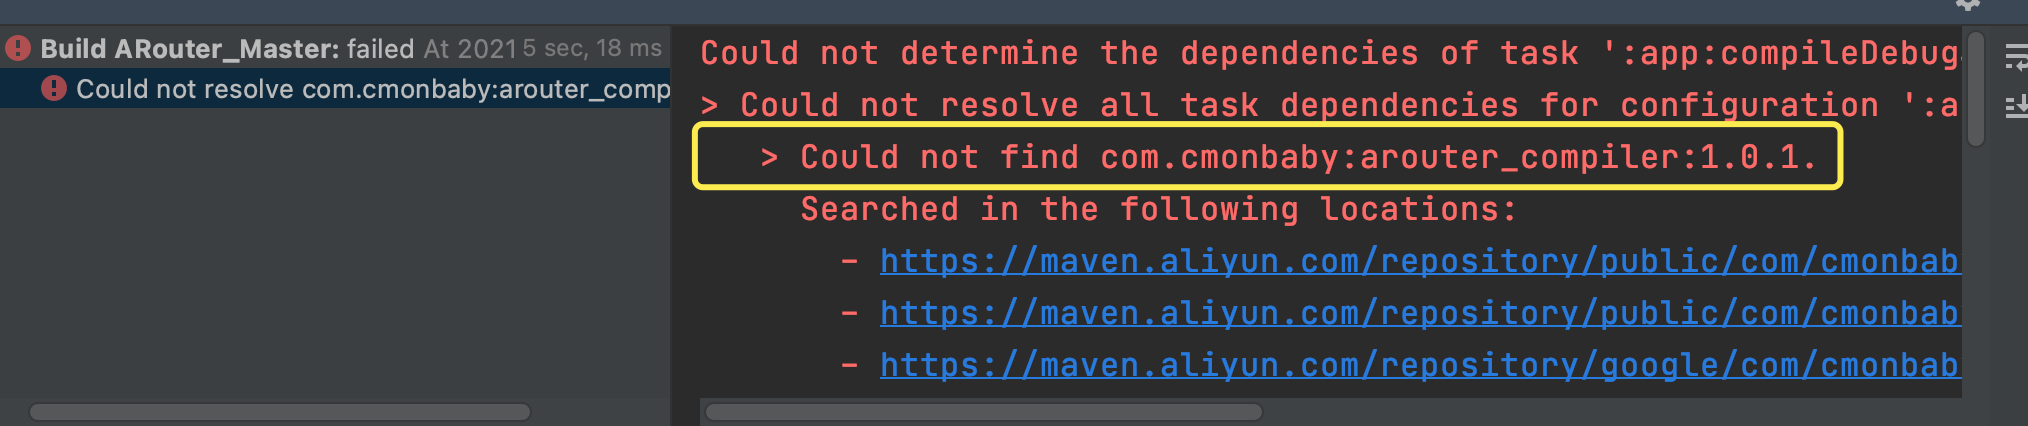 Build ARouter_Master: failed At 2021 5 sec, 18 ms
Could not resolve com.cmonbaby:arouter_comp
Could not determine the dependencies of task ':app:compileDebug
> Could not resolve all task dependencies for configuration ':a
> Could not find com.cmonbaby:arouter_compiler:1.0.1.
Searched in the following locations:
- https://maven.aliyun.com/repository/public/com/cmonbab
- https://maven.aliyun.com/repository/public/com/cmonbab
- https://maven.aliyun.com/repository/google/com/cmonbab